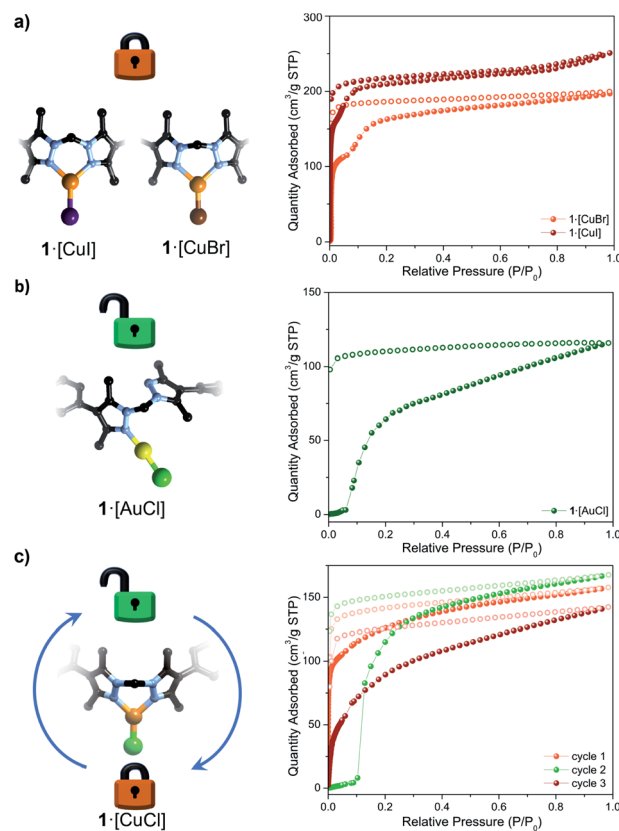 a)
1·[CuI]
1·[CuBr]
Quantity Adsorbed (cm³/g STP)
300
200
100
0
0.0 0.2 0.4 0.6 0.8 1.0
Relative Pressure (P/P₀)
1·[CuBr]
1·[CuI]
b)
1·[AuCl]
Quantity Adsorbed (cm³/g STP)
150
100
50
0
0.0 0.2 0.4 0.6 0.8 1.0
Relative Pressure (P/P₀)
1·[AuCl]
c)
1·[CuCl]
Quantity Adsorbed (cm³/g STP)
150
100
50
0
0.0 0.2 0.4 0.6 0.8 1.0
Relative Pressure (P/P₀)
cycle 1
cycle 2
cycle 3